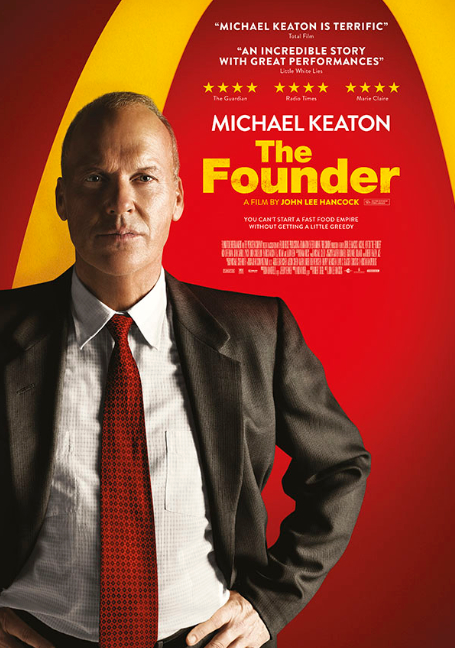 “MICHAEL KEATON IS TERRIFIC”
Total Film
“AN INCREDIBLE STORY
WITH GREAT PERFORMANCES”
Little White Lies
★★★★ ★★★★ ★★★★
The Guardian Radio Times Marie Claire
MICHAEL KEATON
The
Founder
A FILM BY JOHN LEE HANCOCK
YOU CAN'T START A FAST FOOD EMPIRE
WITHOUT GETTING A LITTLE GREEDY